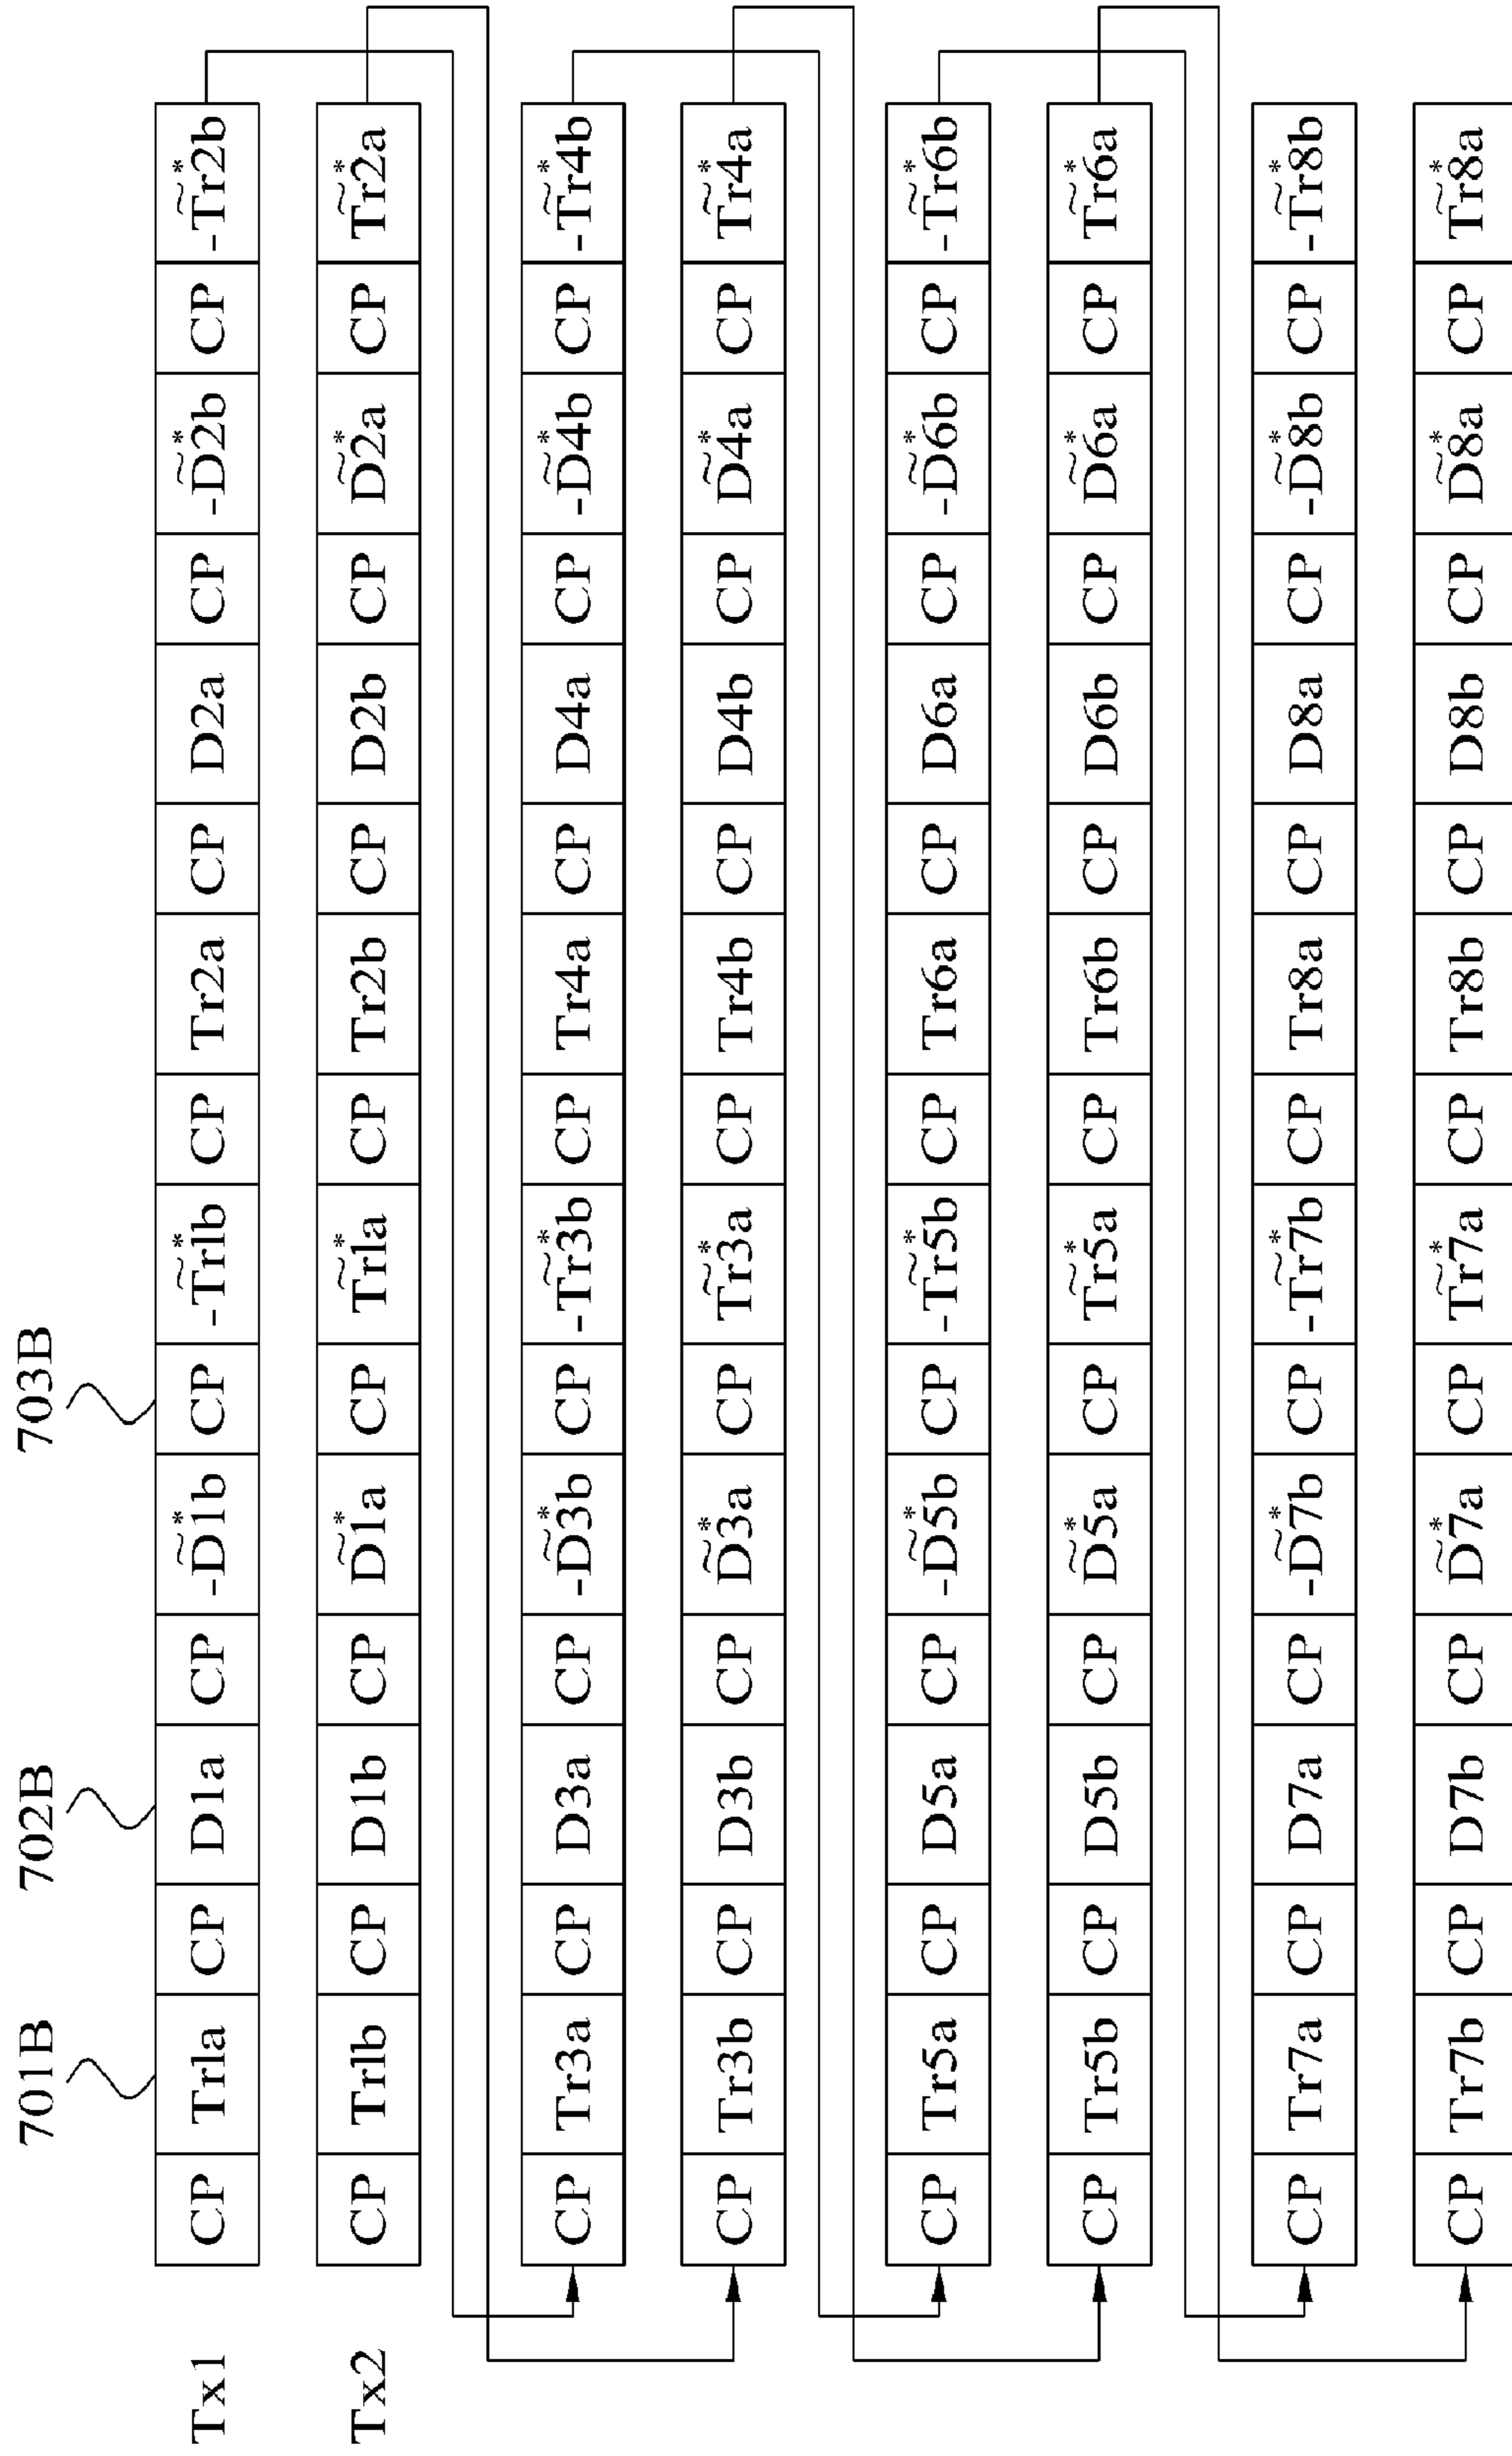 701B 702B 703B
Tx1 CP Tr1a CP D1a CP -D̃1b* CP -T̃r1b* CP Tr2a CP D2a CP -D̃2b* CP -T̃r2b*
Tx2 CP Tr1b CP D1b CP D̃1a* CP T̃r1a* CP Tr2b CP D2b CP D̃2a* CP T̃r2a*
CP Tr3a CP D3a CP -D̃3b* CP -T̃r3b* CP Tr4a CP D4a CP -D̃4b* CP -T̃r4b*
CP Tr3b CP D3b CP D̃3a* CP T̃r3a* CP Tr4b CP D4b CP D̃4a* CP T̃r4a*
CP Tr5a CP D5a CP -D̃5b* CP -T̃r5b* CP Tr6a CP D6a CP -D̃6b* CP -T̃r6b*
CP Tr5b CP D5b CP D̃5a* CP T̃r5a* CP Tr6b CP D6b CP D̃6a* CP T̃r6a*
CP Tr7a CP D7a CP -D̃7b* CP -T̃r7b* CP Tr8a CP D8a CP -D̃8b* CP -T̃r8b*
CP Tr7b CP D7b CP D̃7a* CP T̃r7a* CP Tr8b CP D8b CP D̃8a* CP T̃r8a*